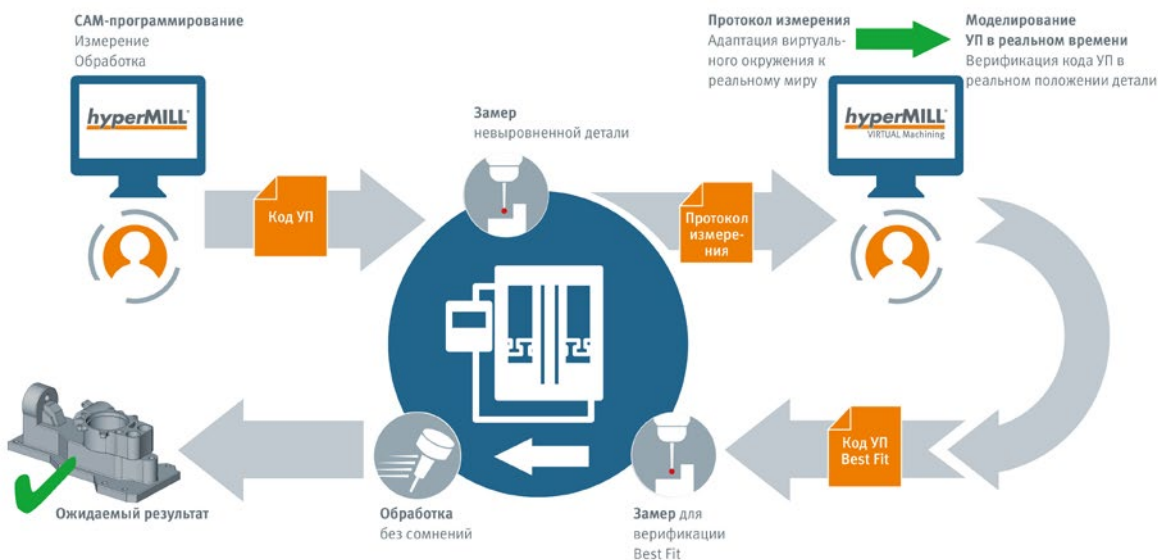 САМ-программирование
Измерение
Обработка
hyperMILL®
Код УП
Замер
невыровненной детали
Протокол
измере-
ния
Протокол измерения
Адаптация виртуаль-
ного окружения к
реальному миру
Моделирование
УП в реальном времени
Верификация кода УП в
реальном положении детали
hyperMILL®
VIRTUAL Machining
Код УП
Best Fit
Замер для
верификации
Best Fit
Обработка
без сомнений
Ожидаемый результат